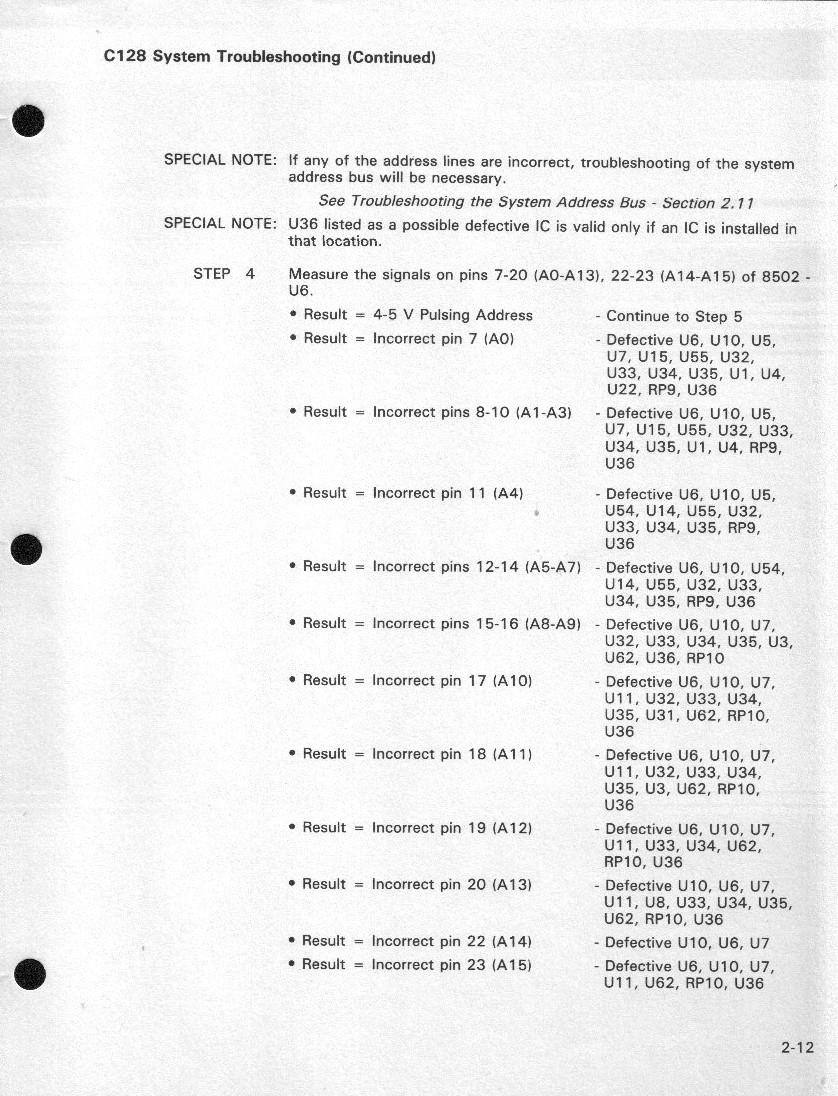 C128 System Troubleshooting (Continued)
SPECIAL NOTE: If any of the address lines are incorrect, troubleshooting of the system
address bus will be necessary.
See Troubleshooting the System Address Bus - Section 2.11
SPECIAL NOTE: U36 listed as a possible defective IC is valid only if an IC is installed in
that location.
STEP 4 Measure the signals on pins 7-20 (A0-A13), 22-23 (A14-A15) of 8502 -
U6.
• Result = 4-5 V Pulsing Address - Continue to Step 5
• Result = Incorrect pin 7 (A0) - Defective U6, U10, U5,
U7, U15, U55, U32,
U33, U34, U35, U1, U4,
U22, RP9, U36
• Result = Incorrect pins 8-10 (A1-A3) - Defective U6, U10, U5,
U7, U15, U55, U32, U33,
U34, U35, U1, U4, RP9,
U36
• Result = Incorrect pin 11 (A4) - Defective U6, U10, U5,
U54, U14, U55, U32,
U33, U34, U35, RP9,
U36
• Result = Incorrect pins 12-14 (A5-A7) - Defective U6, U10, U54,
U14, U55, U32, U33,
U34, U35, RP9, U36
• Result = Incorrect pins 15-16 (A8-A9) - Defective U6, U10, U7,
U32, U33, U34, U35, U3,
U62, U36, RP10
• Result = Incorrect pin 17 (A10) - Defective U6, U10, U7,
U11, U32, U33, U34,
U35, U31, U62, RP10,
U36
• Result = Incorrect pin 18 (A11) - Defective U6, U10, U7,
U11, U32, U33, U34,
U35, U3, U62, RP10,
U36
• Result = Incorrect pin 19 (A12) - Defective U6, U10, U7,
U11, U33, U34, U62,
RP10, U36
• Result = Incorrect pin 20 (A13) - Defective U10, U6, U7,
U11, U8, U33, U34, U35,
U62, RP10, U36
• Result = Incorrect pin 22 (A14) - Defective U10, U6, U7
• Result = Incorrect pin 23 (A15) - Defective U6, U10, U7,
U11, U62, RP10, U36
2-12